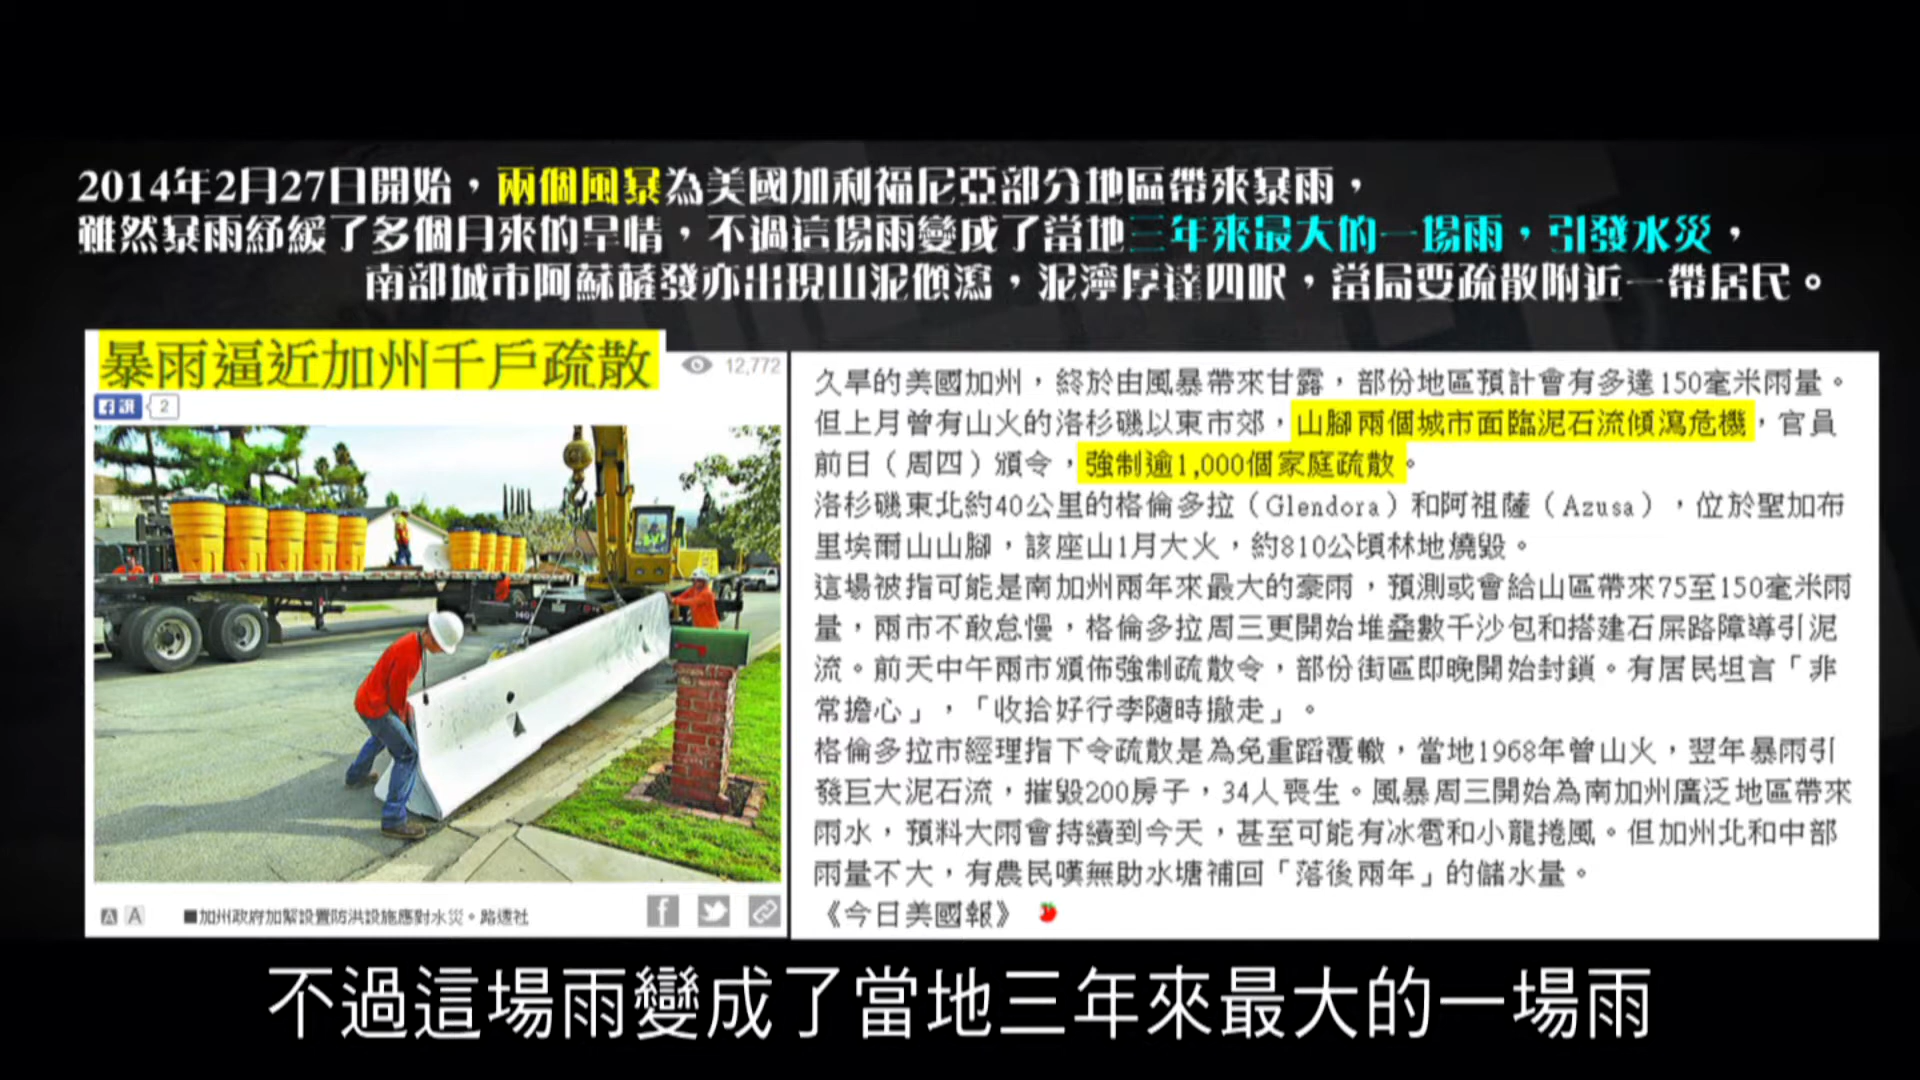 2014年2月27日開始，兩個風暴為美國加利福尼亞部分地區帶來暴雨，
雖然暴雨紓緩了多個月來的旱情，不過這場雨變成了當地三年來最大的一場雨，引發水災，
南部城市阿蘇薩發亦出現山泥傾瀉，泥濘厚達四呎，當局要疏散附近一帶居民。
暴雨逼近加州千戶疏散
12,772
讚 2
久旱的美國加州，終於由風暴帶來甘露，部份地區預計會有多達150毫米雨量。
但上月曾有山火的洛杉磯以東市郊，山腳兩個城市面臨泥石流傾瀉危機，官員
前日（周四）頒令，強制逾1,000個家庭疏散。
洛杉磯東北約40公里的格倫多拉（Glendora）和阿祖薩（Azusa），位於聖加布
里埃爾山山腳，該座山1月大火，約810公頃林地燒毀。
這場被指可能是南加州兩年來最大的豪雨，預測或會給山區帶來75至150毫米雨
量，兩市不敢怠慢，格倫多拉周三更開始堆疊數千沙包和搭建石屎路障導引泥
流。前天中午兩市頒佈強制疏散令，部份街區即晚開始封鎖。有居民坦言「非
常擔心」，「收拾好行李隨時撤走」。
格倫多拉市經理指下令疏散是為免重蹈覆轍，當地1968年曾山火，翌年暴雨引
發巨大泥石流，摧毀200房子，34人喪生。風暴周三開始為南加州廣泛地區帶來
雨水，預料大雨會持續到今天，甚至可能有冰雹和小龍捲風。但加州北和中部
雨量不大，有農民嘆無助水塘補回「落後兩年」的儲水量。
《今日美國報》
A A ■加州政府加緊設置防洪設施應對水災。路透社
不過這場雨變成了當地三年來最大的一場雨